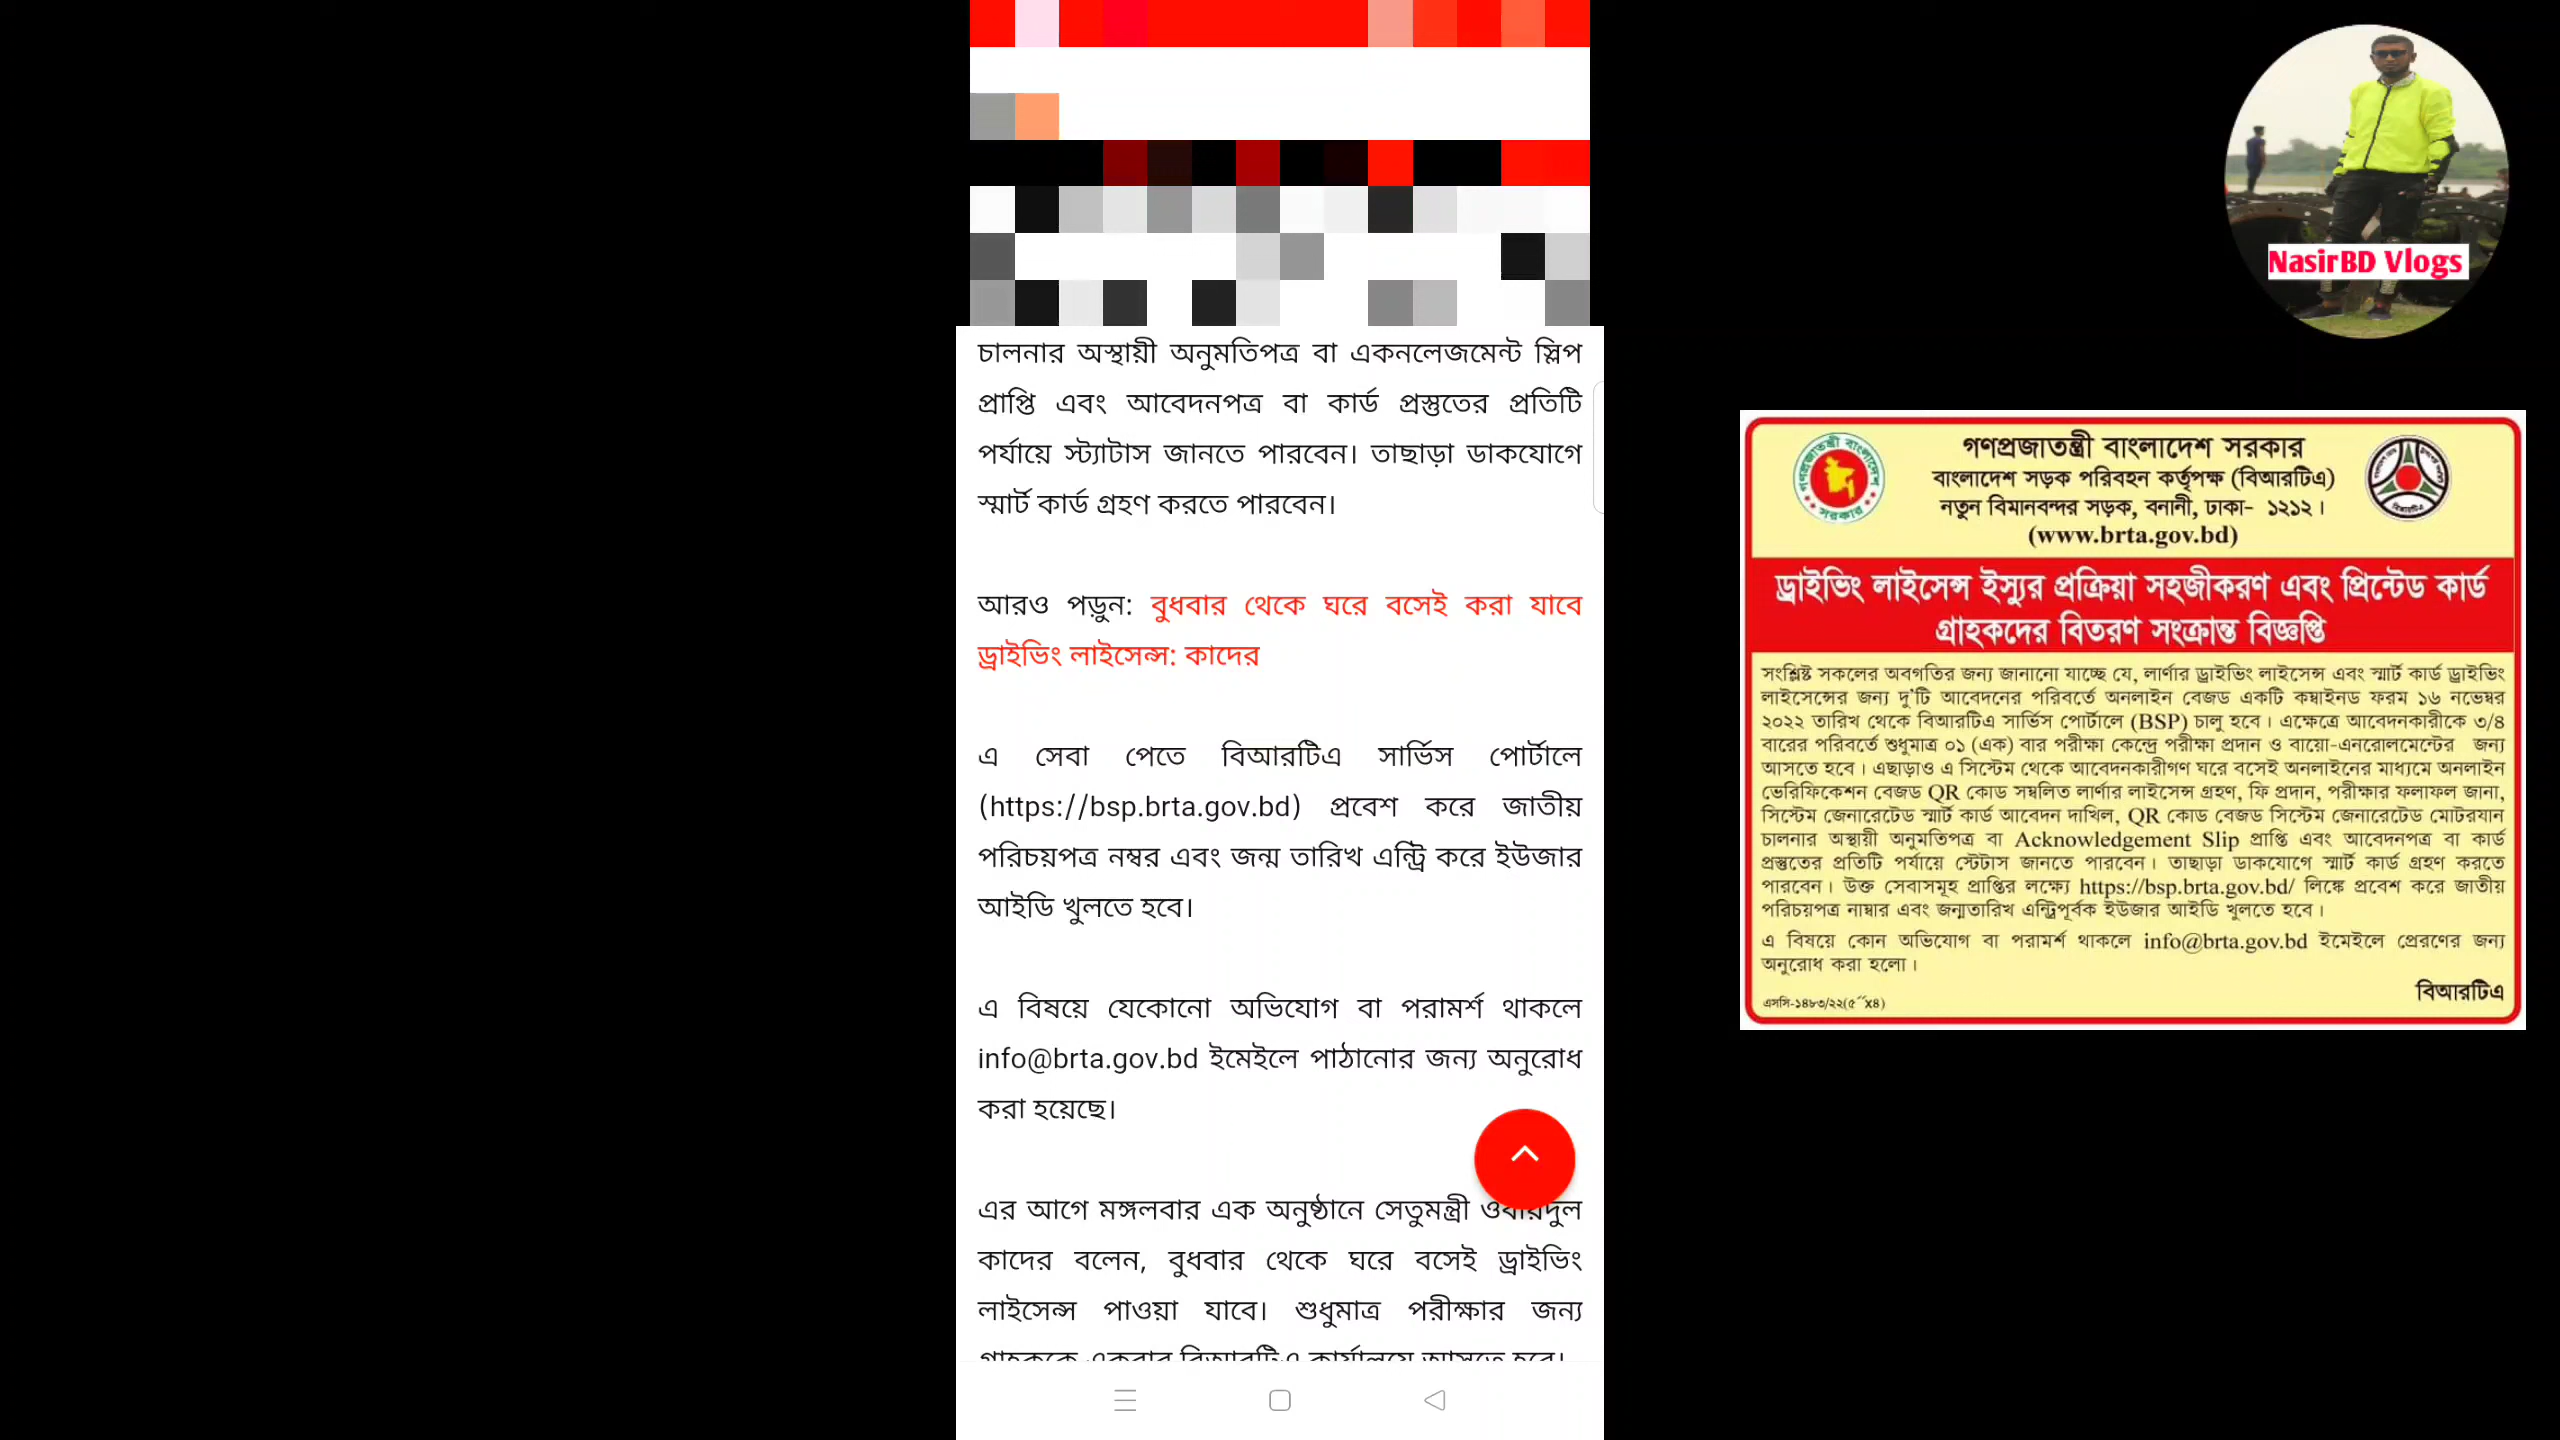 চালনার অস্থায়ী অনুমতিপত্র বা একনলেজমেন্ট স্লিপ
প্রাপ্তি এবং আবেদনপত্র বা কার্ড প্রস্তুতের প্রতিটি
পর্যায়ে স্ট্যাটাস জানতে পারবেন। তাছাড়া ডাকযোগে
স্মার্ট কার্ড গ্রহণ করতে পারবেন।
আরও পড়ুন: বুধবার থেকে ঘরে বসেই করা যাবে
ড্রাইভিং লাইসেন্স: কাদের
এ সেবা পেতে বিআরটিএ সার্ভিস পোর্টালে
(https://bsp.brta.gov.bd) প্রবেশ করে জাতীয়
পরিচয়পত্র নম্বর এবং জন্ম তারিখ এন্ট্রি করে ইউজার
আইডি খুলতে হবে।
এ বিষয়ে যেকোনো অভিযোগ বা পরামর্শ থাকলে
info@brta.gov.bd ইমেইলে পাঠানোর জন্য অনুরোধ
করা হয়েছে।
এর আগে মঙ্গলবার এক অনুষ্ঠানে সেতুমন্ত্রী ওবায়দুল
কাদের বলেন, বুধবার থেকে ঘরে বসেই ড্রাইভিং
লাইসেন্স পাওয়া যাবে। শুধুমাত্র পরীক্ষার জন্য
গ্রাহককে একবার বিআরটিএ কার্যালয়ে আসতে হবে।
NasirBD Vlogs
গণপ্রজাতন্ত্রী বাংলাদেশ সরকার
বাংলাদেশ সড়ক পরিবহন কর্তৃপক্ষ (বিআরটিএ)
নতুন বিমানবন্দর সড়ক, বনানী, ঢাকা- ১২১২।
(www.brta.gov.bd)
ড্রাইভিং লাইসেন্স ইস্যুর প্রক্রিয়া সহজীকরণ এবং প্রিন্টেড কার্ড
গ্রাহকদের বিতরণ সংক্রান্ত বিজ্ঞপ্তি
সংশ্লিষ্ট সকলের অবগতির জন্য জানানো যাচ্ছে যে, লার্ণার ড্রাইভিং লাইসেন্স এবং স্মার্ট কার্ড ড্রাইভিং
লাইসেন্সের জন্য দু'টি আবেদনের পরিবর্তে অনলাইন বেজড একটি কম্বাইনড ফরম ১৬ নভেম্বর
২০২২ তারিখ থেকে বিআরটিএ সার্ভিস পোর্টালে (BSP) চালু হবে। এক্ষেত্রে আবেদনকারীকে ৩/৪
বারের পরিবর্তে শুধুমাত্র ০১ (এক) বার পরীক্ষা কেন্দ্রে পরীক্ষা প্রদান ও বায়ো-এনরোলমেন্টের জন্য
আসতে হবে। এছাড়াও এ সিস্টেম থেকে আবেদনকারীগণ ঘরে বসেই অনলাইনের মাধ্যমে অনলাইন
ভেরিফিকেশন বেজড QR কোড সম্বলিত লার্ণার লাইসেন্স গ্রহণ, ফি প্রদান, পরীক্ষার ফলাফল জানা,
সিস্টেম জেনারেটেড স্মার্ট কার্ড আবেদন দাখিল, QR কোড বেজড সিস্টেম জেনারেটেড মোটরযান
চালনার অস্থায়ী অনুমতিপত্র বা Acknowledgement Slip প্রাপ্তি এবং আবেদনপত্র বা কার্ড
প্রস্তুতের প্রতিটি পর্যায়ে স্টেটাস জানতে পারবেন। তাছাড়া ডাকযোগে স্মার্ট কার্ড গ্রহণ করতে
পারবেন। উক্ত সেবাসমূহ প্রাপ্তির লক্ষ্যে https://bsp.brta.gov.bd/ লিঙ্কে প্রবেশ করে জাতীয়
পরিচয়পত্র নাম্বার এবং জন্মতারিখ এন্ট্রিপূর্বক ইউজার আইডি খুলতে হবে।
এ বিষয়ে কোন অভিযোগ বা পরামর্শ থাকলে info@brta.gov.bd ইমেইলে প্রেরণের জন্য
অনুরোধ করা হলো।
বিআরটিএ
এসসি-১৪৮৩/২২(৫˝x৪)